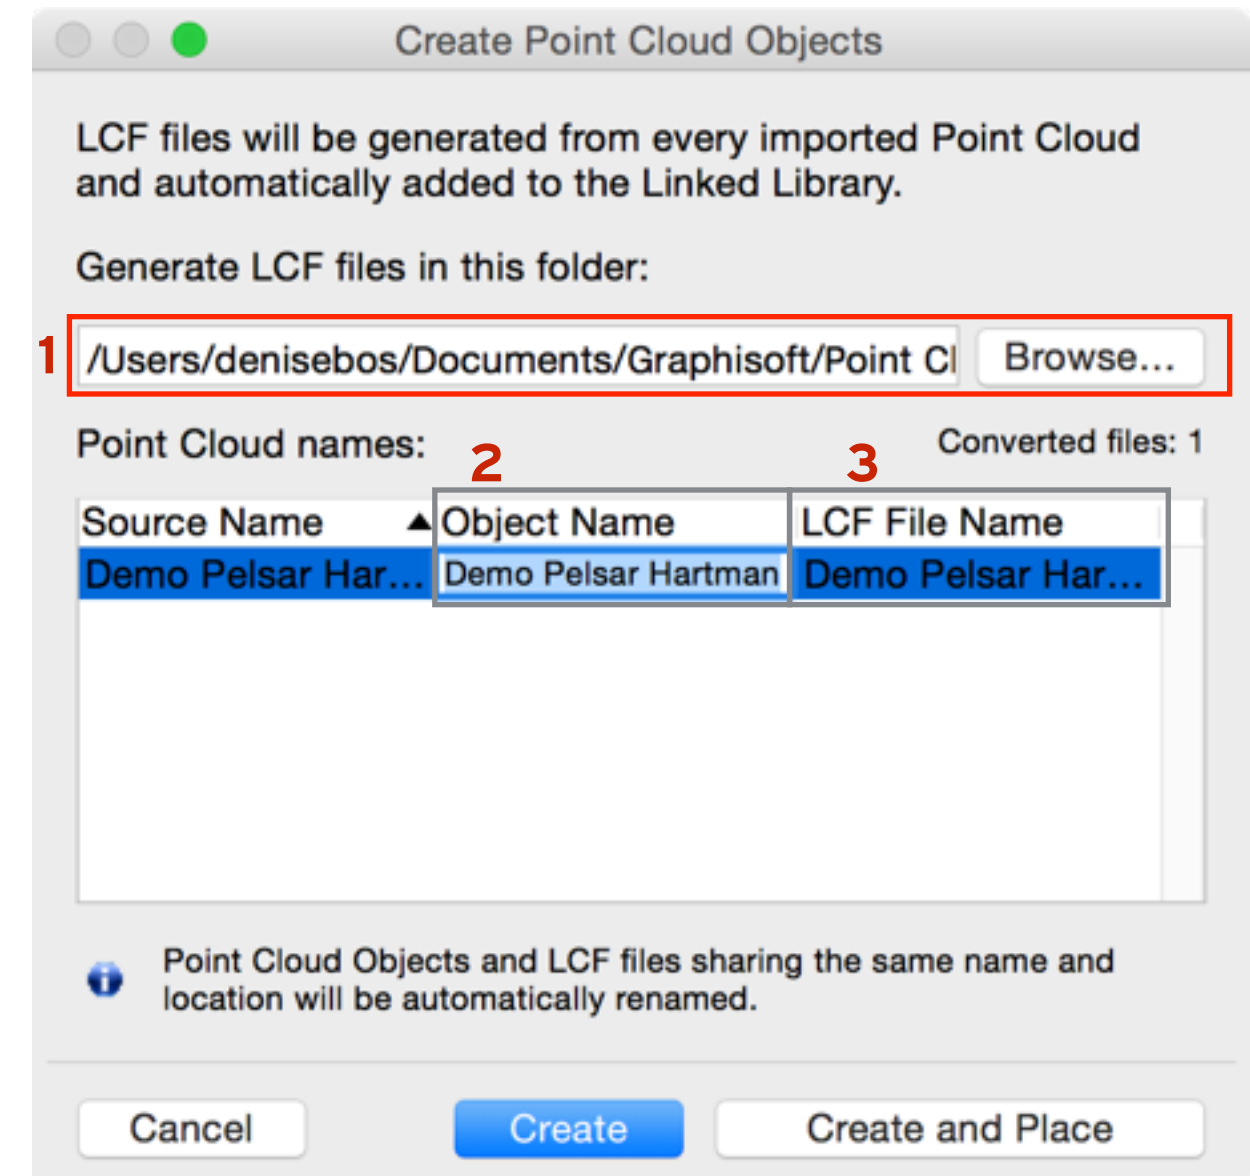 Create Point Cloud Objects
LCF files will be generated from every imported Point Cloud
and automatically added to the Linked Library.
Generate LCF files in this folder:
1 /Users/denisebos/Documents/Graphisoft/Point Cl Browse...
Point Cloud names: 2 3 Converted files: 1
Source Name ▲ Object Name LCF File Name
Demo Pelsar Har... Demo Pelsar Hartman Demo Pelsar Har...
Point Cloud Objects and LCF files sharing the same name and
location will be automatically renamed.
Cancel Create Create and Place